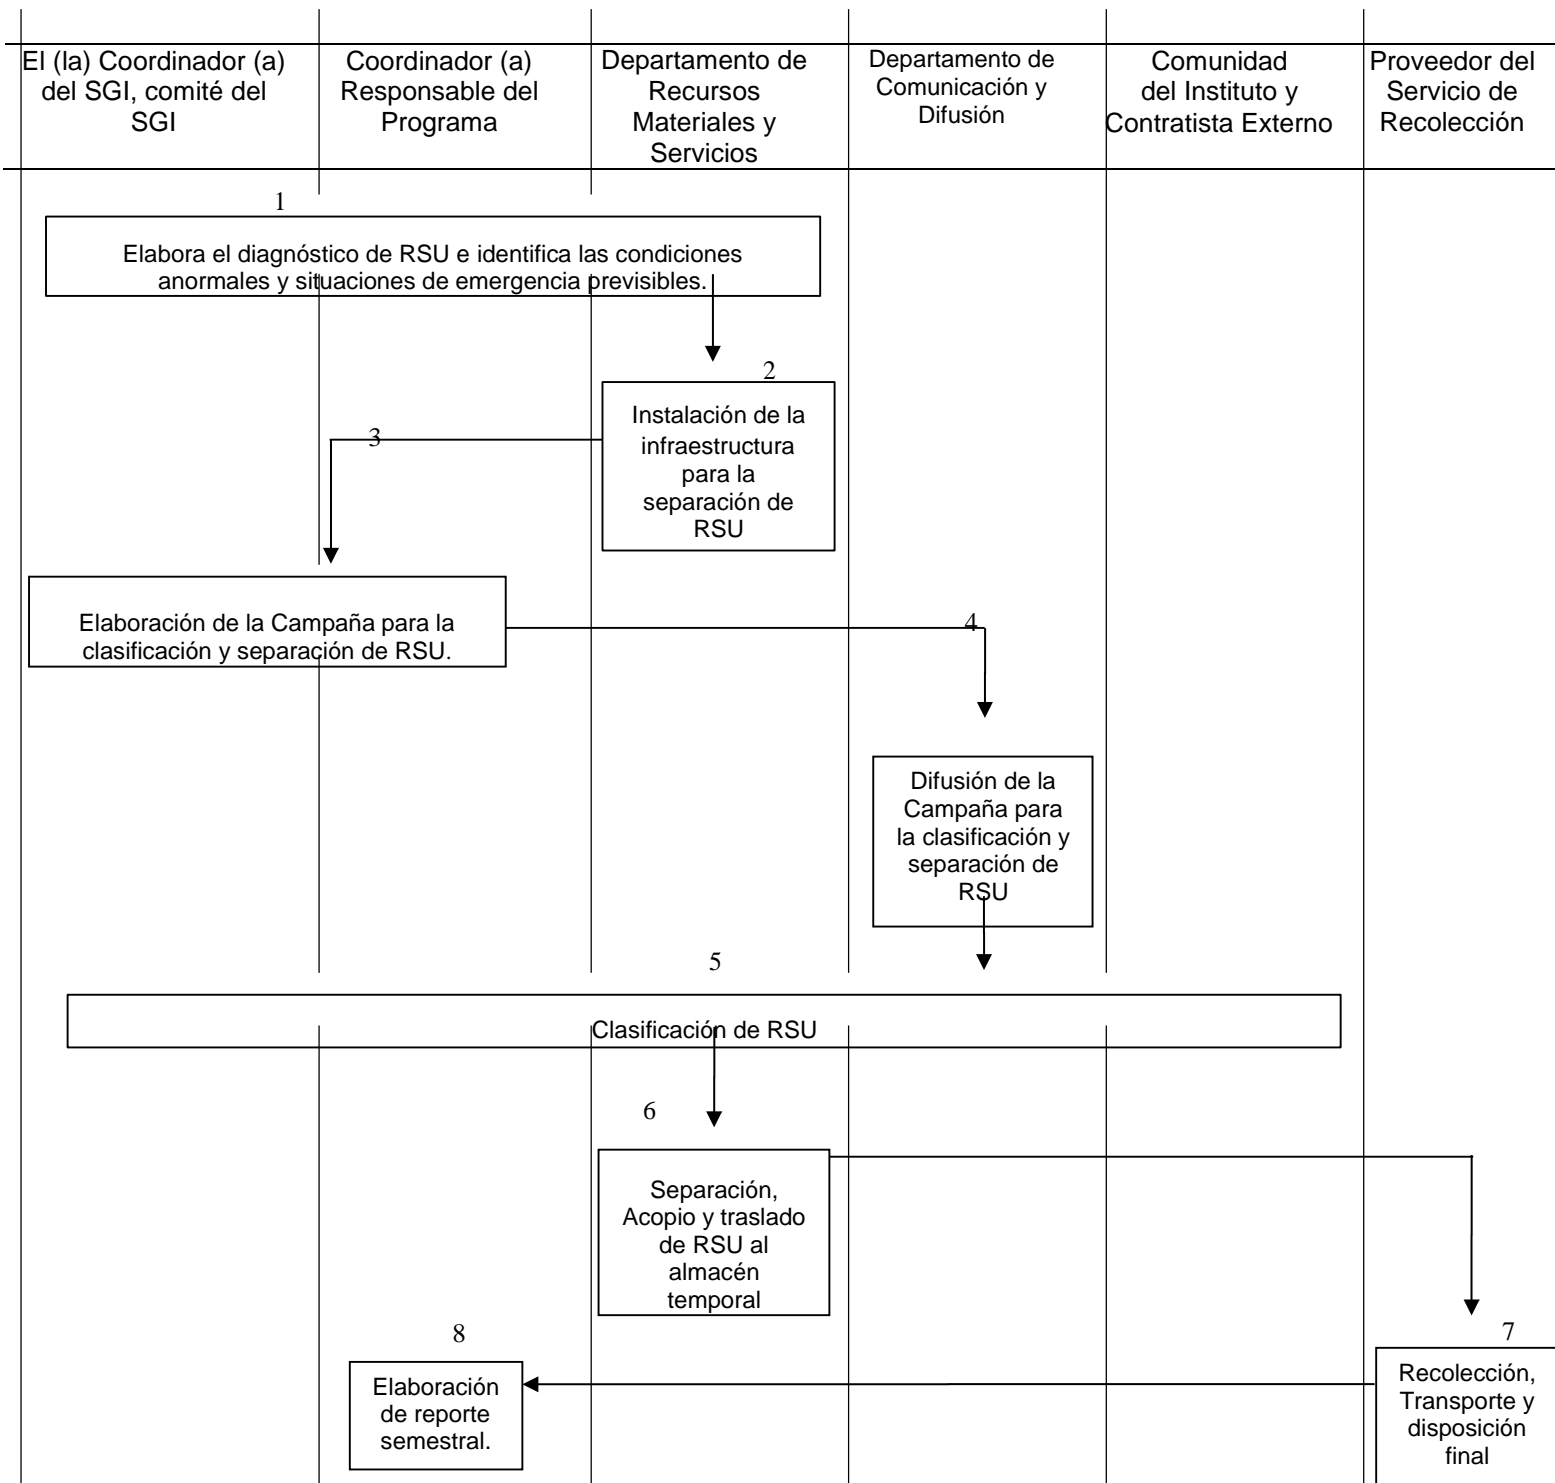 El (la) Coordinador (a)
del SGI, comité del
SGI
Coordinador (a)
Responsable del
Programa
Departamento de
Recursos
Materiales y
Servicios
Departamento de
Comunicación y
Difusión
Comunidad
del Instituto y
Contratista Externo
Proveedor del
Servicio de
Recolección
1
Elabora el diagnóstico de RSU e identifica las condiciones
anormales y situaciones de emergencia previsibles.
2
Instalación de la
infraestructura
para la
separación de
RSU
3
Elaboración de la Campaña para la
clasificación y separación de RSU.
4
Difusión de la
Campaña para
la clasificación y
separación de
RSU
5
Clasificación de RSU
6
Separación,
Acopio y traslado
de RSU al
almacén
temporal
7
Recolección,
Transporte y
disposición
final
8
Elaboración
de reporte
semestral.